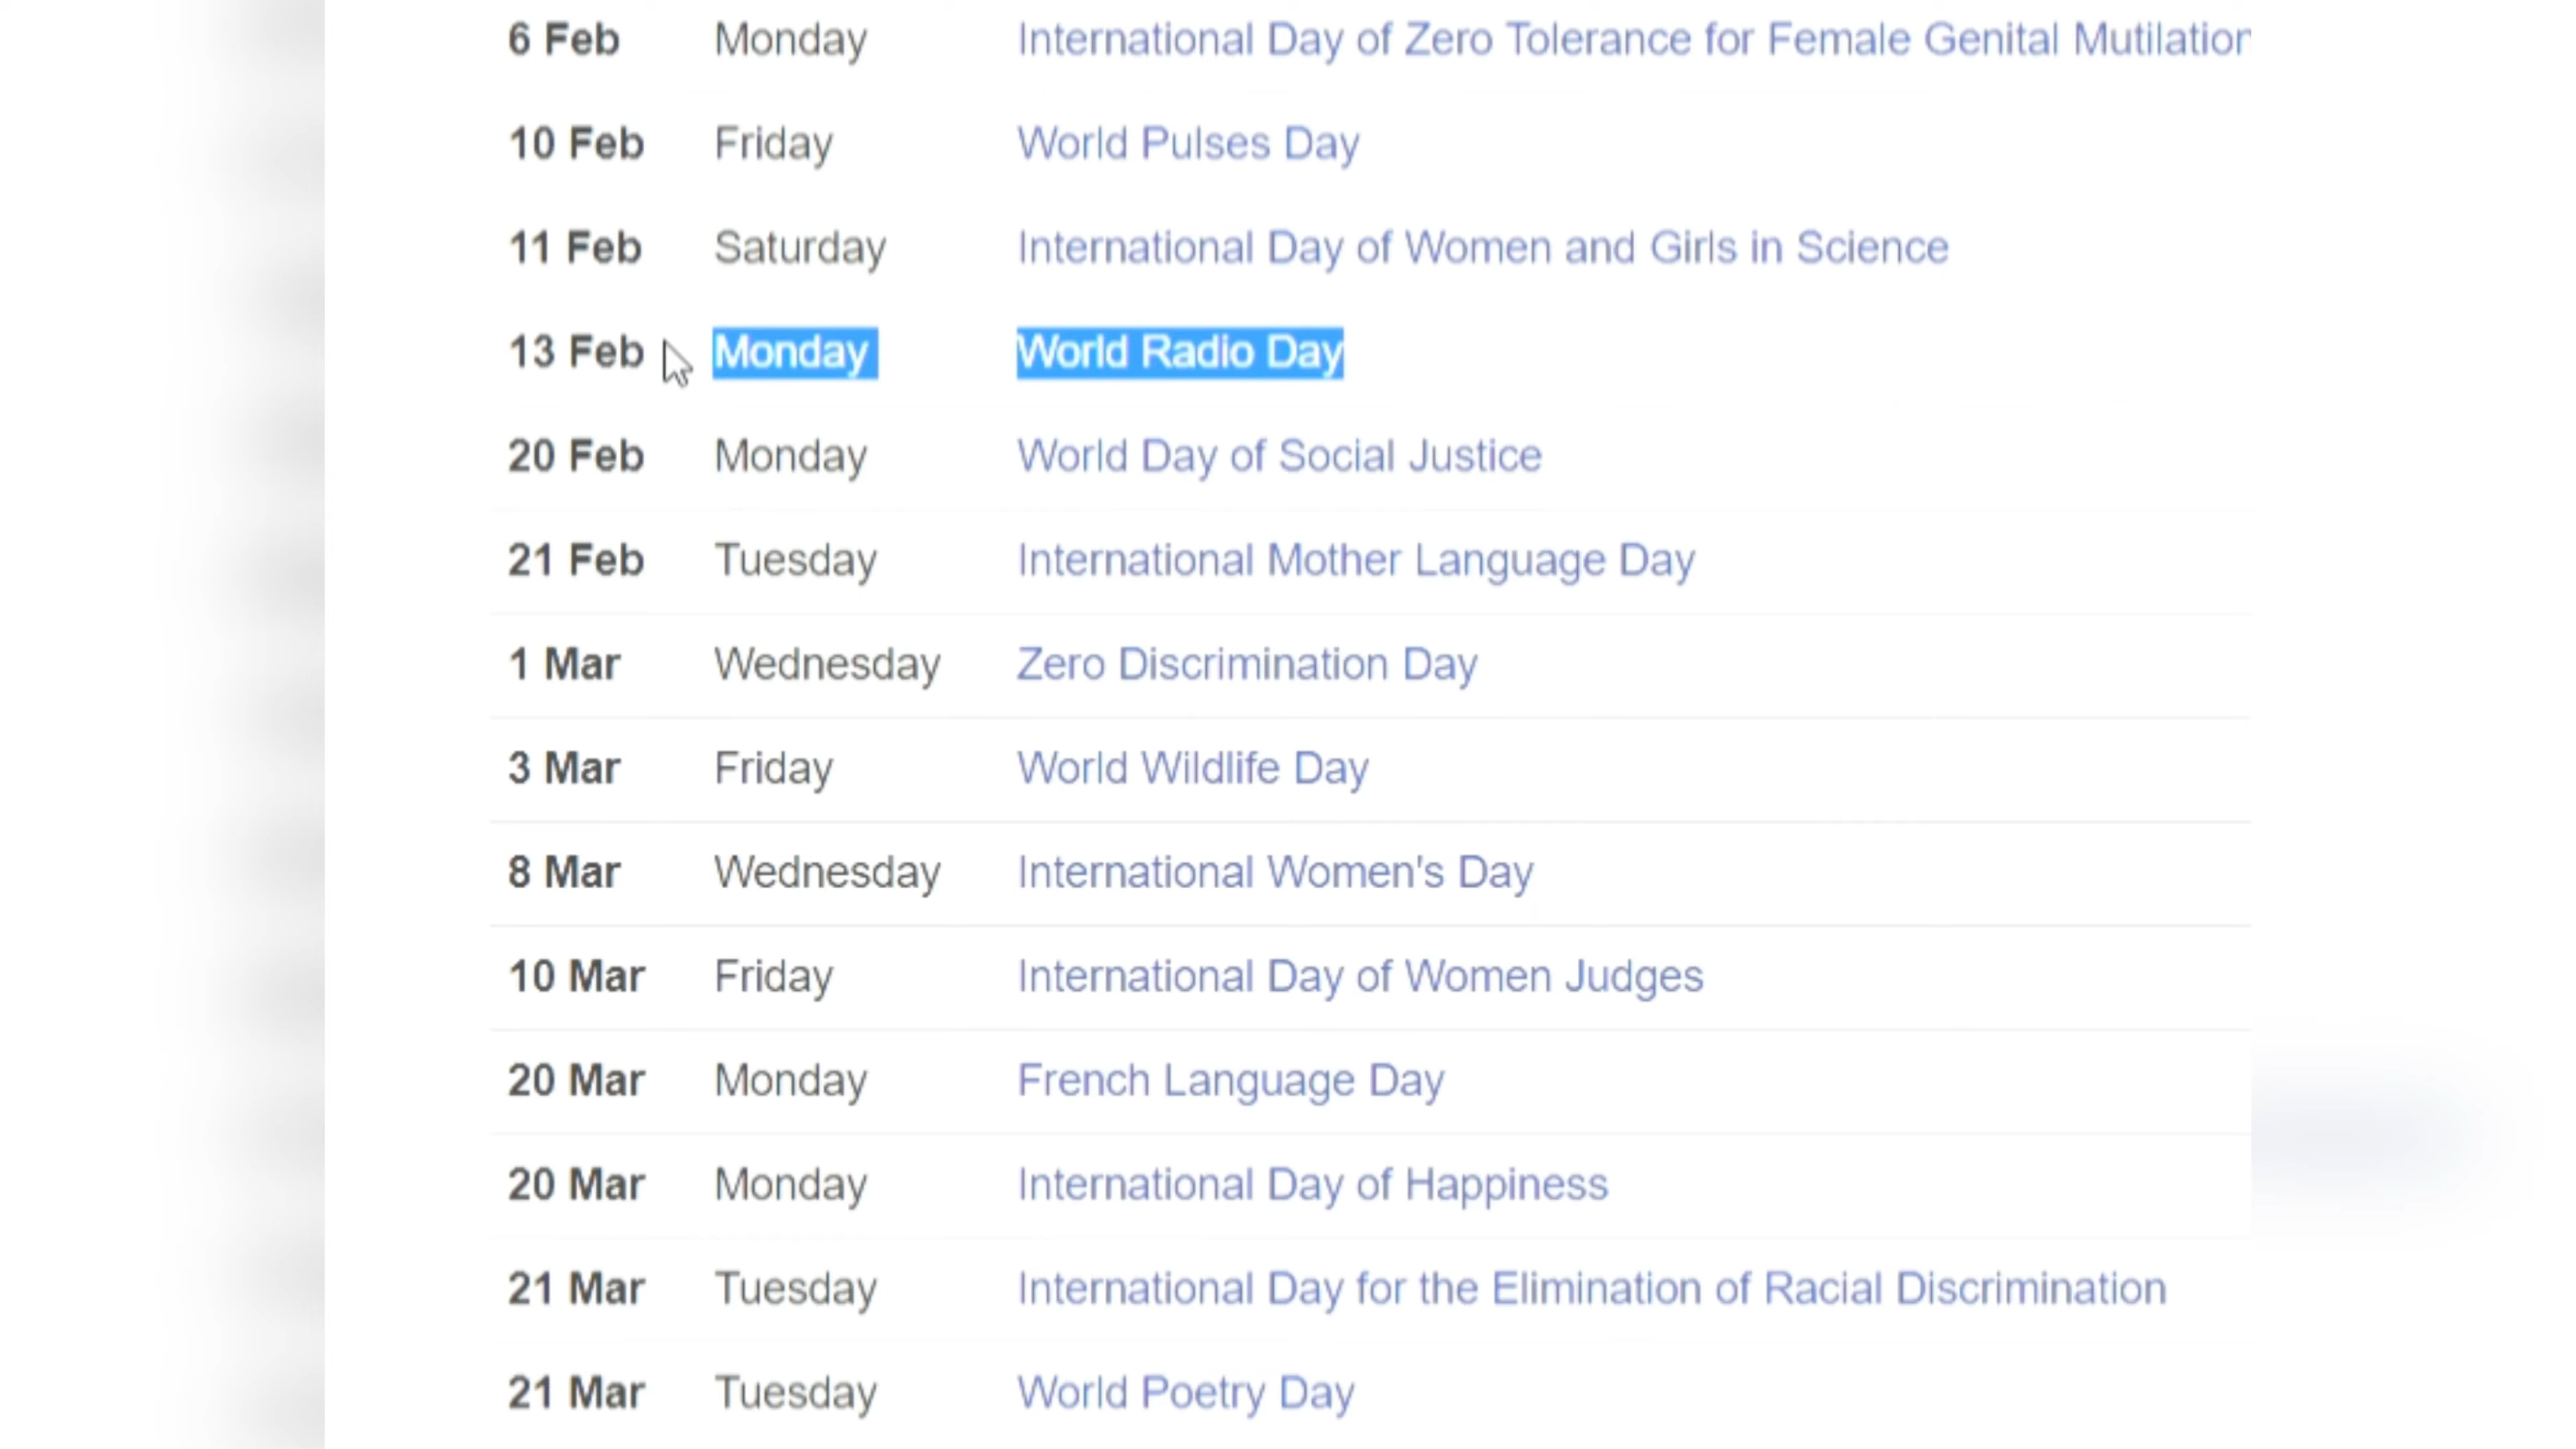 6 Feb Monday International Day of Zero Tolerance for Female Genital Mutilation
10 Feb Friday World Pulses Day
11 Feb Saturday International Day of Women and Girls in Science
13 Feb Monday World Radio Day
20 Feb Monday World Day of Social Justice
21 Feb Tuesday International Mother Language Day
1 Mar Wednesday Zero Discrimination Day
3 Mar Friday World Wildlife Day
8 Mar Wednesday International Women's Day
10 Mar Friday International Day of Women Judges
20 Mar Monday French Language Day
20 Mar Monday International Day of Happiness
21 Mar Tuesday International Day for the Elimination of Racial Discrimination
21 Mar Tuesday World Poetry Day